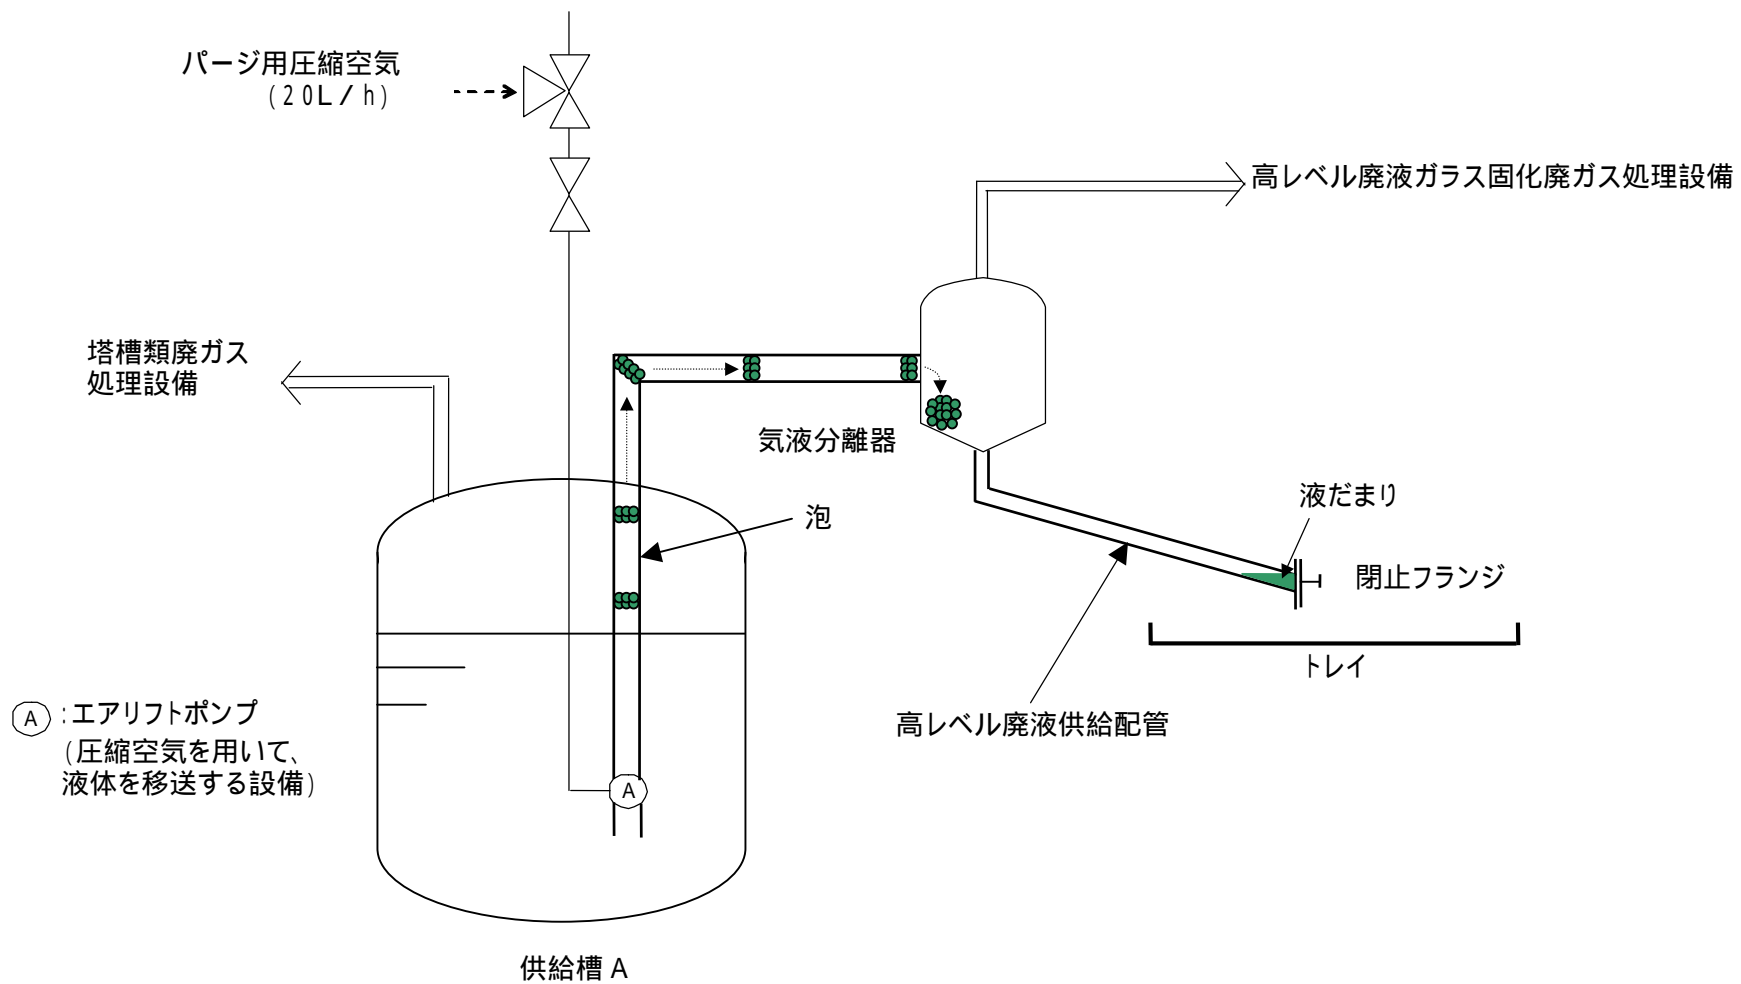 パージ用圧縮空気
(20L/h)
高レベル廃液ガラス固化廃ガス処理設備
塔槽類廃ガス
処理設備
気液分離器
液だまり
泡
閉止フランジ
トレイ
高レベル廃液供給配管
A :エアリフトポンプ
(圧縮空気を用いて、
液体を移送する設備)
A
供給槽A